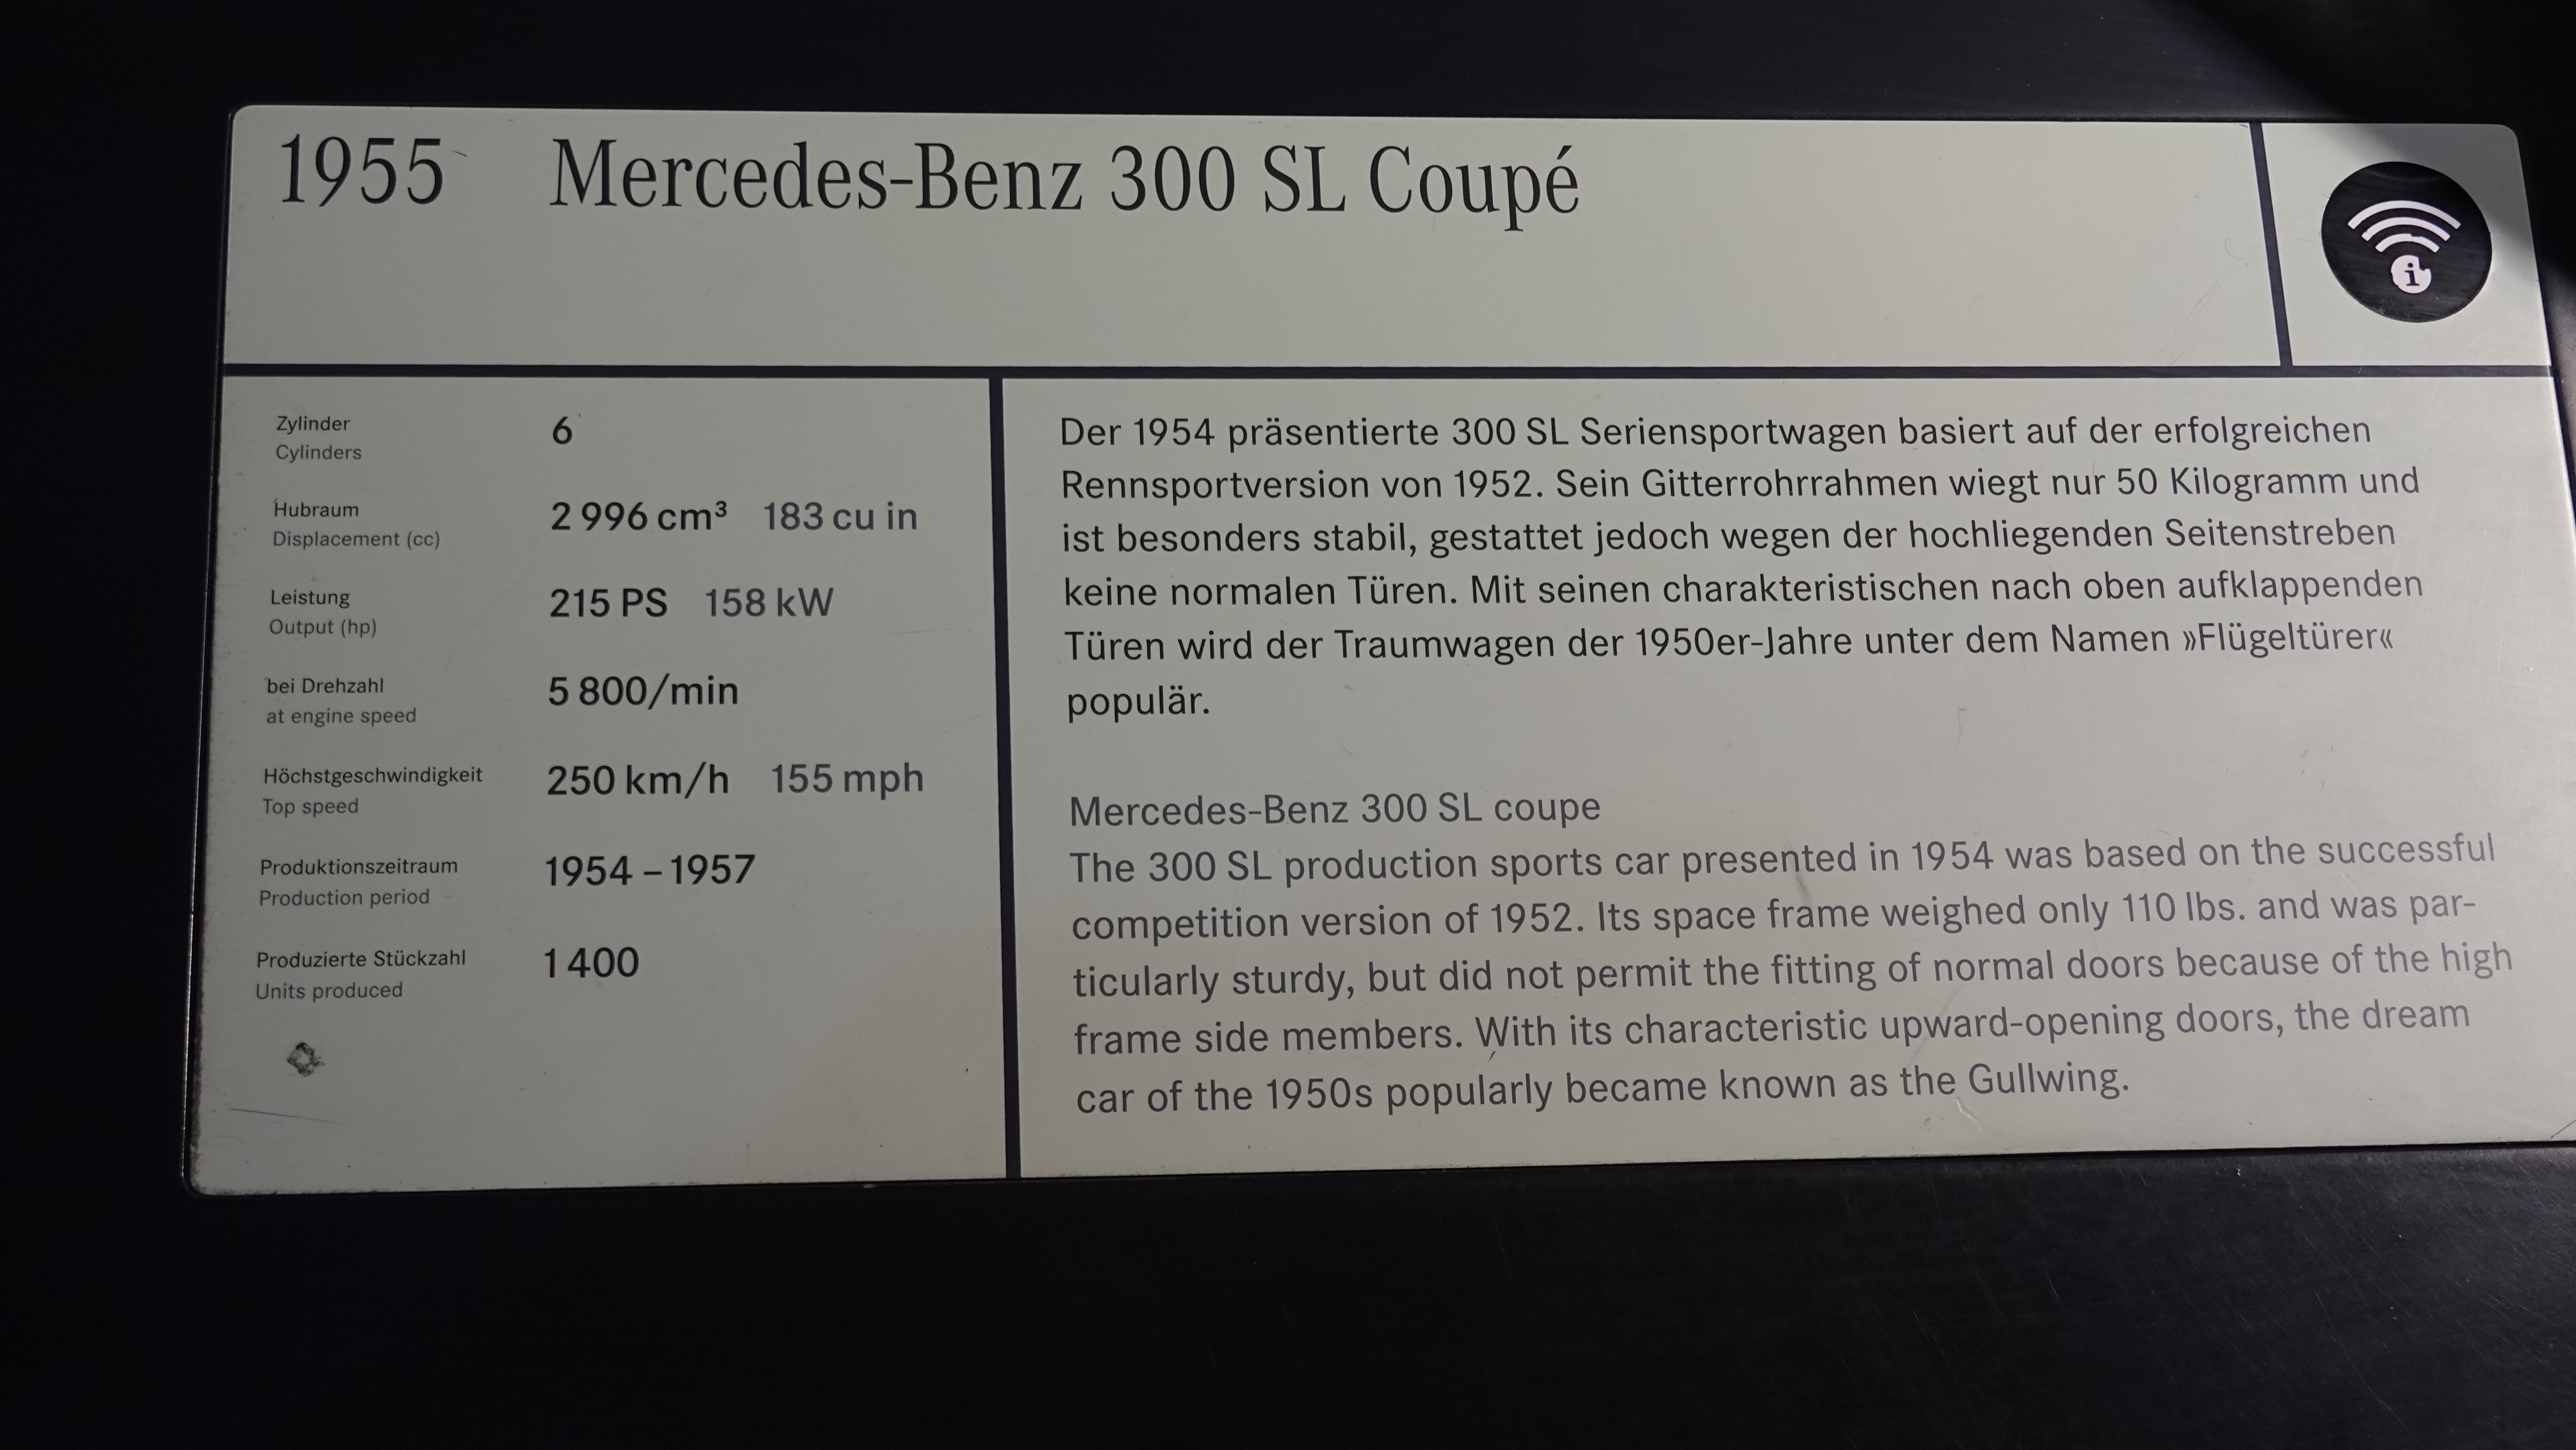 1955 Mercedes-Benz 300 SL Coupé
i
Zylinder 6
Cylinders
Hubraum 2 996 cm³ 183 cu in
Displacement (cc)
Leistung 215 PS 158 kW
Output (hp)
bei Drehzahl 5 800/min
at engine speed
Höchstgeschwindigkeit 250 km/h 155 mph
Top speed
Produktionszeitraum 1954 – 1957
Production period
Produzierte Stückzahl 1 400
Units produced
Der 1954 präsentierte 300 SL Seriensportwagen basiert auf der erfolgreichen
Rennsportversion von 1952. Sein Gitterrohrrahmen wiegt nur 50 Kilogramm und
ist besonders stabil, gestattet jedoch wegen der hochliegenden Seitenstreben
keine normalen Türen. Mit seinen charakteristischen nach oben aufklappenden
Türen wird der Traumwagen der 1950er-Jahre unter dem Namen »Flügeltürer«
populär.
Mercedes-Benz 300 SL coupe
The 300 SL production sports car presented in 1954 was based on the successful
competition version of 1952. Its space frame weighed only 110 lbs. and was par-
ticularly sturdy, but did not permit the fitting of normal doors because of the high
frame side members. With its characteristic upward-opening doors, the dream
car of the 1950s popularly became known as the Gullwing.